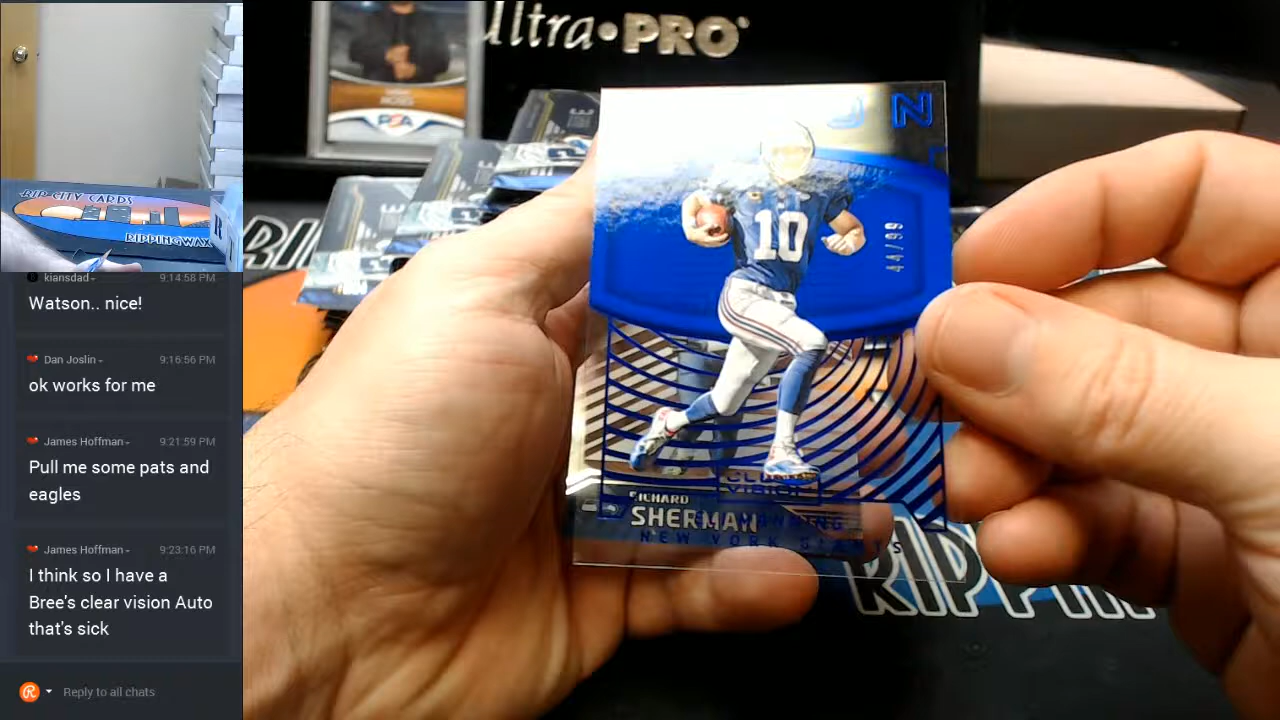 RIP CITY CARDS
RIPPINGWAX
kiansdad
9:14:58 PM
Watson.. nice!
Dan Joslin
9:16:56 PM
ok works for me
James Hoffman
9:21:59 PM
Pull me some pats and
eagles
James Hoffman
9:23:16 PM
I think so I have a
Bree's clear vision Auto
that's sick
Reply to all chats
Ultra•PRO
PSA
10
44/99
RICHARD
SHERMAN
MANNING
NEW YORK GIANTS
RIPPIN